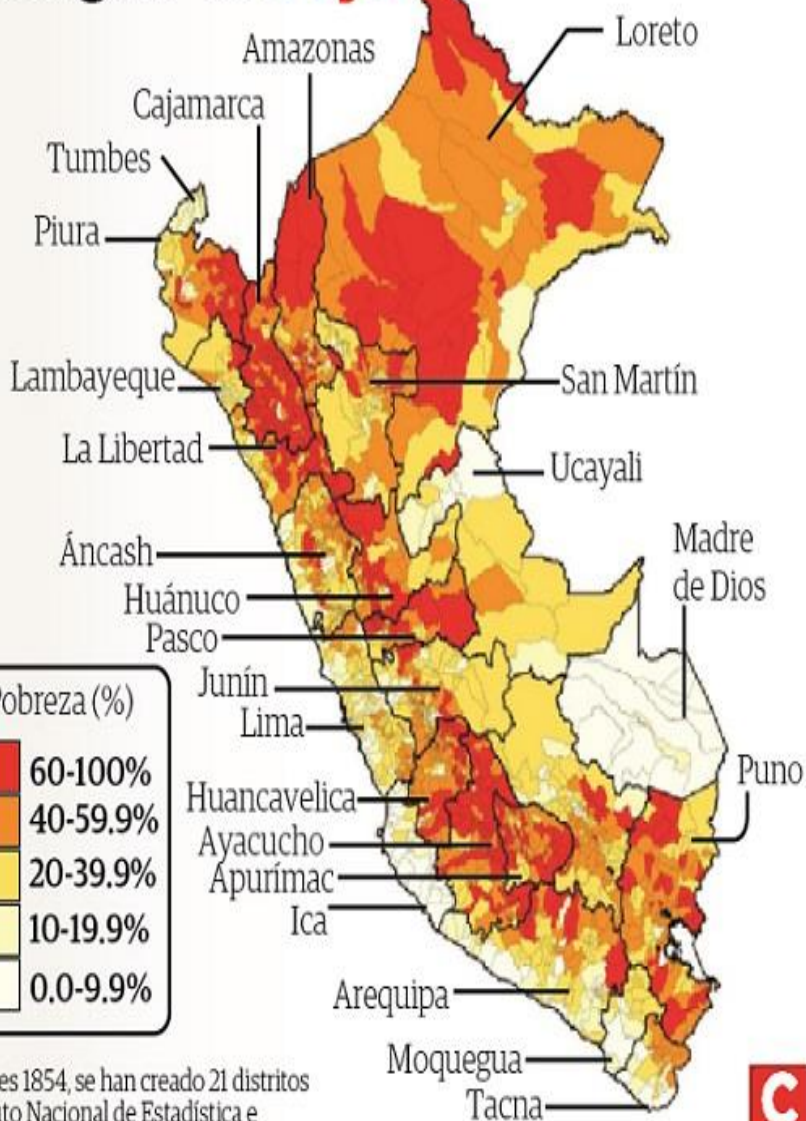 Loreto
Amazonas
Cajamarca
Tumbes
Piura
Lambayeque
San Martín
La Libertad
Ucayali
Áncash
Madre
de Dios
Huánuco
Pasco
Junín
Lima
Puno
Huancavelica
Ayacucho
Apurímac
Ica
Arequipa
Moquegua
Tacna
Pobreza (%)
60-100%
40-59.9%
20-39.9%
10-19.9%
0.0-9.9%
es 1854, se han creado 21 distritos
Nacional de Estadística e
C